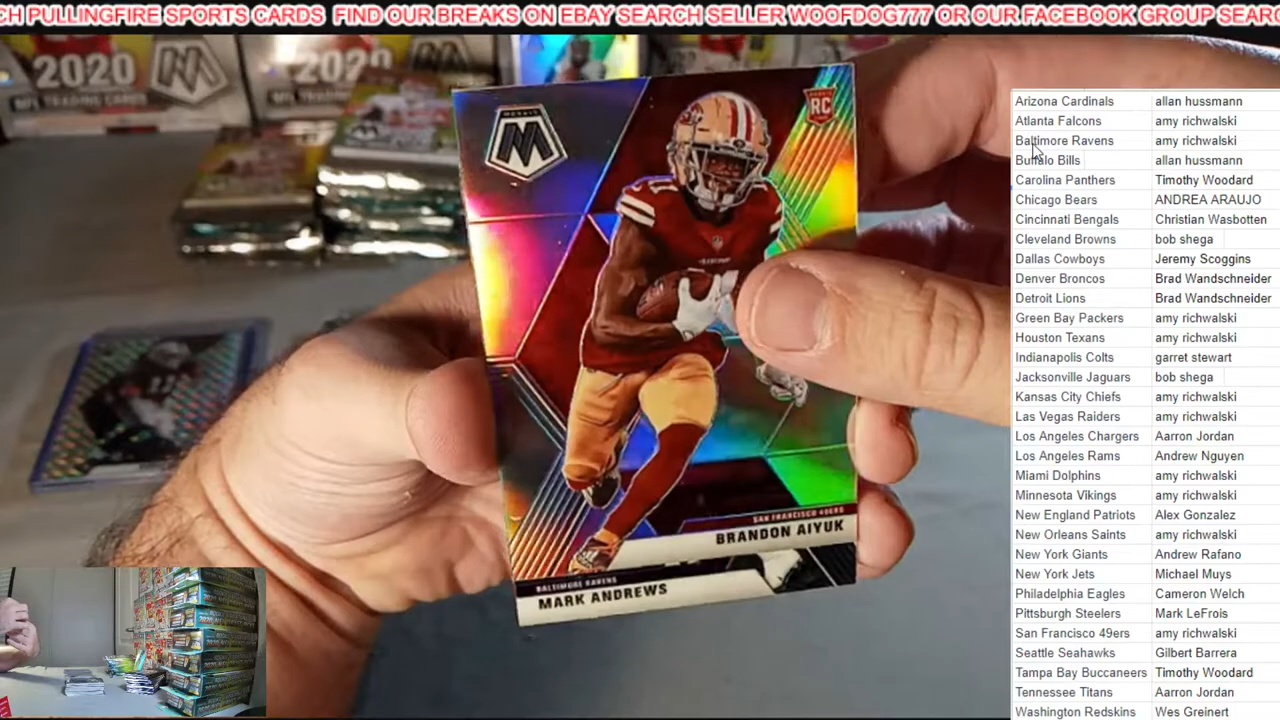 CH PULLINGFIRE SPORTS CARDS FIND OUR BREAKS ON EBAY SEARCH SELLER WOOFDOG777 OR OUR FACEBOOK GROUP SEARC
2020
2020
NFL TRADING CARDS
MOSAIC
RC
SAN FRANCISCO 49ERS
BRANDON AIYUK
BALTIMORE RAVENS
MARK ANDREWS
Arizona Cardinals allan hussmann
Atlanta Falcons amy richwalski
Baltimore Ravens amy richwalski
Bills allan hussmann
Carolina Panthers Timothy Woodard
Chicago Bears ANDREA ARAUJO
Cincinnati Bengals Christian Wasbotten
Cleveland Browns bob shega
Dallas Cowboys Jeremy Scoggins
Denver Broncos Brad Wandschneider
Detroit Lions Brad Wandschneider
Green Bay Packers amy richwalski
Houston Texans amy richwalski
Indianapolis Colts garret stewart
Jacksonville Jaguars bob shega
Kansas City Chiefs amy richwalski
Las Vegas Raiders amy richwalski
Los Angeles Chargers Aarron Jordan
Los Angeles Rams Andrew Nguyen
Miami Dolphins amy richwalski
Minnesota Vikings amy richwalski
New England Patriots Alex Gonzalez
New Orleans Saints amy richwalski
New York Giants Andrew Rafano
New York Jets Michael Muys
Philadelphia Eagles Cameron Welch
Pittsburgh Steelers Mark LeFrois
San Francisco 49ers amy richwalski
Seattle Seahawks Gilbert Barrera
Tampa Bay Buccaneers Timothy Woodard
Tennessee Titans Aarron Jordan
Washington Redskins Wes Greinert